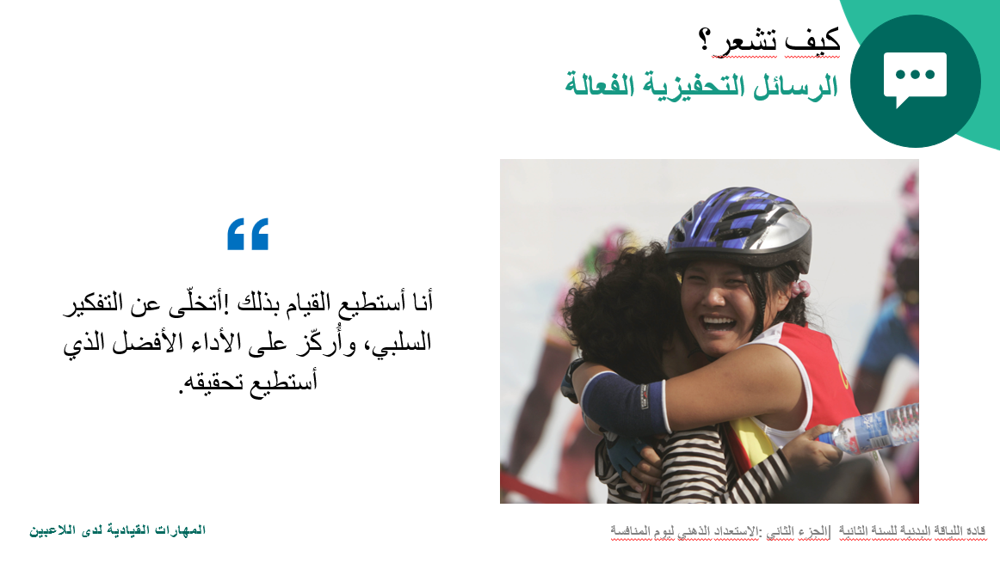 كيف تشعر؟
الرسائل التحفيزية الفعالة
أنا أستطيع القيام بذلك !أتخلّى عن التفكير
السلبي، وأُركّز على الأداء الأفضل الذي
أستطيع تحقيقه.
قادة اللياقة البدنية للسنة الثانية |الجزء الثاني :الاستعداد الذهني ليوم المنافسة
المهارات القيادية لدى اللاعبين